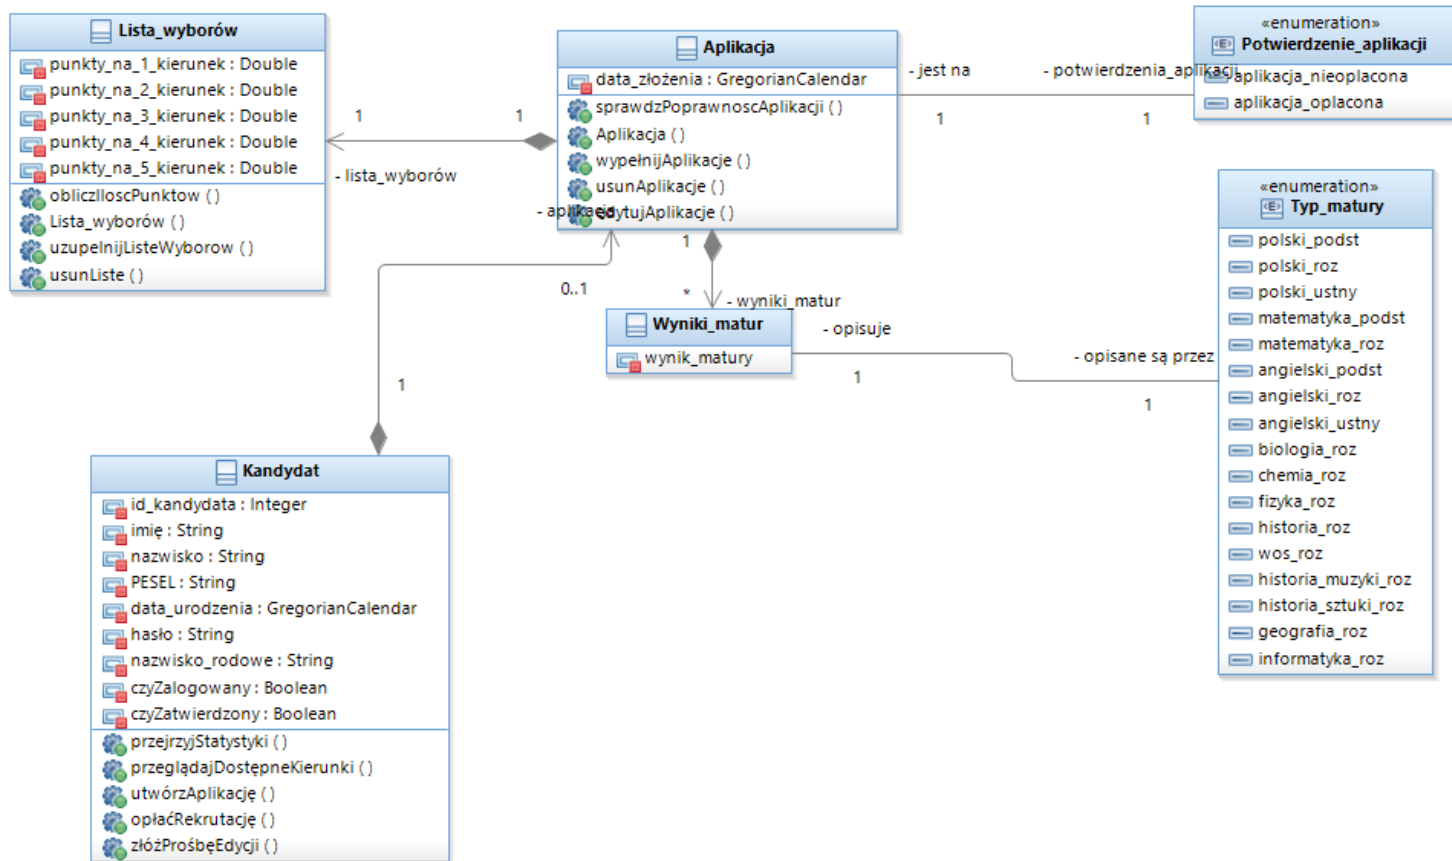 Lista_wyborów
punkty_na_1_kierunek : Double
punkty_na_2_kierunek : Double
punkty_na_3_kierunek : Double
punkty_na_4_kierunek : Double
punkty_na_5_kierunek : Double
obliczIloscPunktow ( )
Lista_wyborów ( )
uzupelnijListeWyborow ( )
usunListe ( )
1
1
- lista_wyborów
Aplikacja
data_złożenia : GregorianCalendar
sprawdzPoprawnoscAplikacji ( )
Aplikacja ( )
wypełnijAplikacje ( )
usunAplikacje ( )
edytujAplikacje ( )
- aplikacja
- jest na
- potwierdzenia_aplikacji
1
1
«enumeration»
Potwierdzenie_aplikacji
aplikacja_nieoplacona
aplikacja_oplacona
1
0..1
*
- wyniki_matur
Wyniki_matur
wynik_matury
- opisuje
- opisane są przez
1
1
«enumeration»
Typ_matury
polski_podst
polski_roz
polski_ustny
matematyka_podst
matematyka_roz
angielski_podst
angielski_roz
angielski_ustny
biologia_roz
chemia_roz
fizyka_roz
historia_roz
wos_roz
historia_muzyki_roz
historia_sztuki_roz
geografia_roz
informatyka_roz
1
Kandydat
id_kandydata : Integer
imię : String
nazwisko : String
PESEL : String
data_urodzenia : GregorianCalendar
hasło : String
nazwisko_rodowe : String
czyZalogowany : Boolean
czyZatwierdzony : Boolean
przejrzyjStatystyki ( )
przeglądajDostępneKierunki ( )
utwórzAplikację ( )
opłaćRekrutację ( )
złóżProśbęEdycji ( )